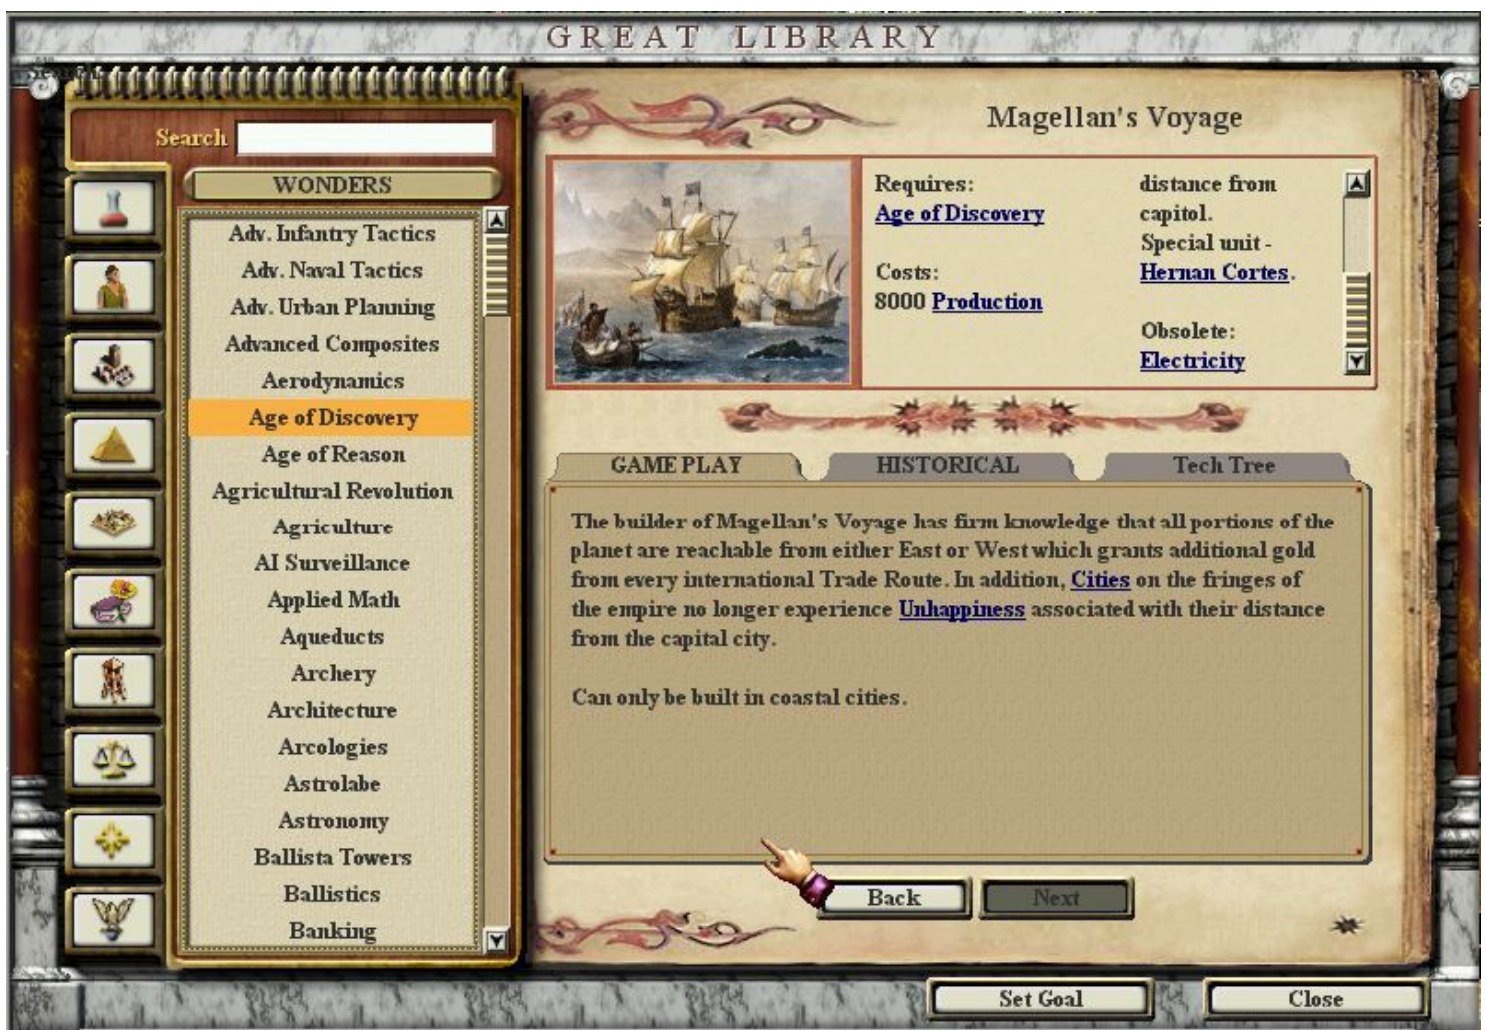 GREAT LIBRARY
Search
WONDERS
Adv. Infantry Tactics
Adv. Naval Tactics
Adv. Urban Planning
Advanced Composites
Aerodynamics
Age of Discovery
Age of Reason
Agricultural Revolution
Agriculture
AI Surveillance
Applied Math
Aqueducts
Archery
Architecture
Arcologies
Astrolabe
Astronomy
Ballista Towers
Ballistics
Banking
Magellan's Voyage
Requires:
Age of Discovery
Costs:
8000 Production
distance from
capitol.
Special unit -
Hernan Cortes.
Obsolete:
Electricity
GAMEPLAY
HISTORICAL
Tech Tree
The builder of Magellan's Voyage has firm knowledge that all portions of the
planet are reachable from either East or West which grants additional gold
from every international Trade Route. In addition, Cities on the fringes of
the empire no longer experience Unhappiness associated with their distance
from the capital city.
Can only be built in coastal cities.
Back
Next
Set Goal
Close